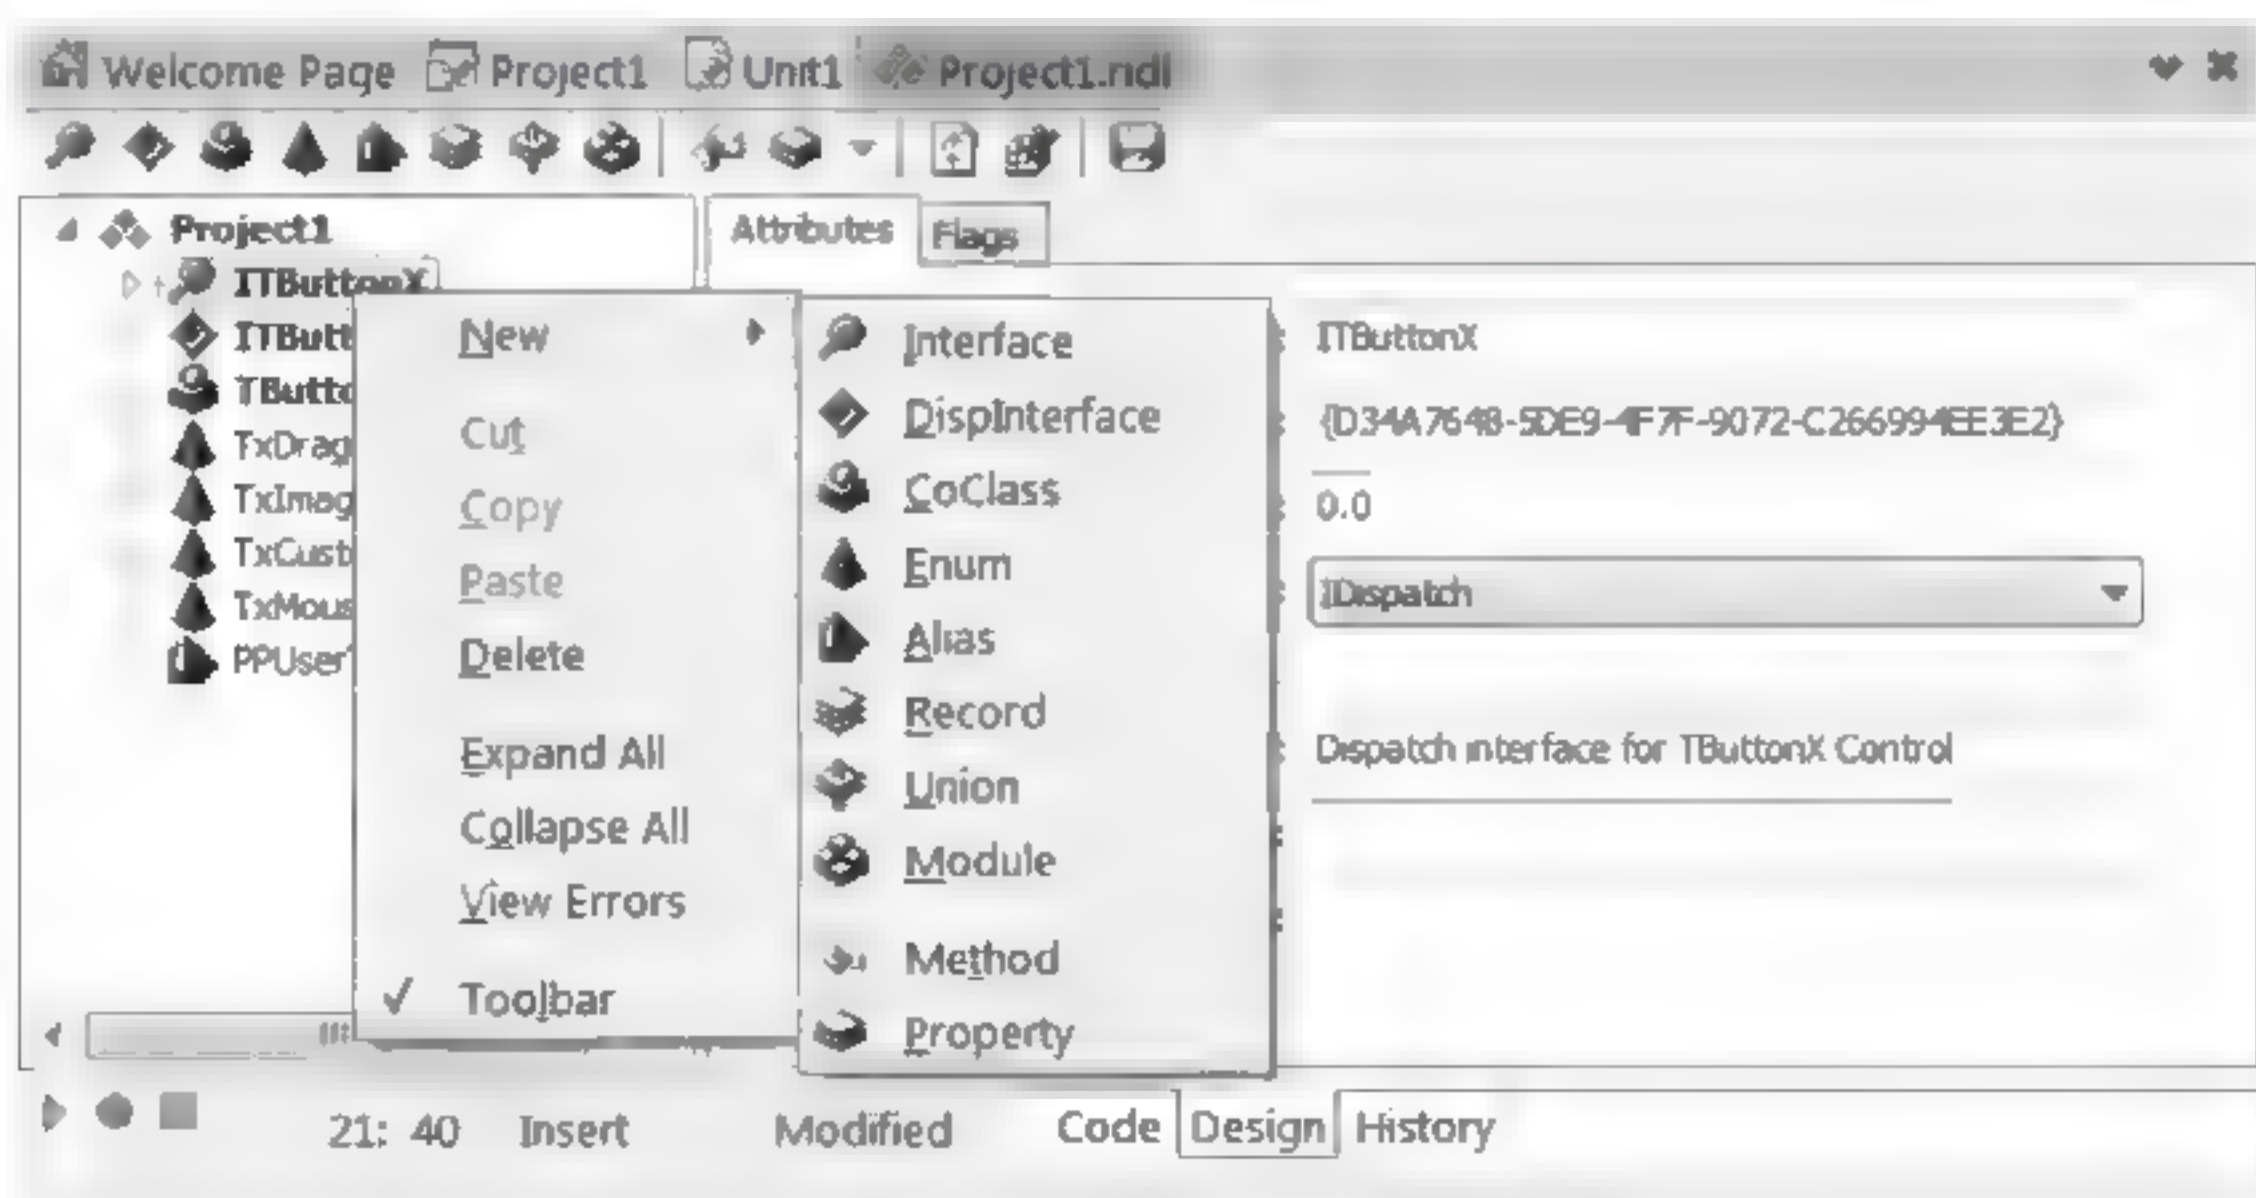 Welcome Page Project1 Unit1 Project1.ridl
Project1
ITButtonX
ITButt
TButto
TxDrag
TxImag
TxCust
TxMous
PPUser
New
Cut
Copy
Paste
Delete
Expand All
Collapse All
View Errors
Toolbar
Interface
DispInterface
CoClass
Enum
Alias
Record
Union
Module
Method
Property
Attributes Flags
ITButtonX
{D34A7648-5DE9-4F7F-9072-C266994EE3E2}
0.0
IDispatch
Dispatch interface for TButtonX Control
21: 40 Insert Modified Code Design History